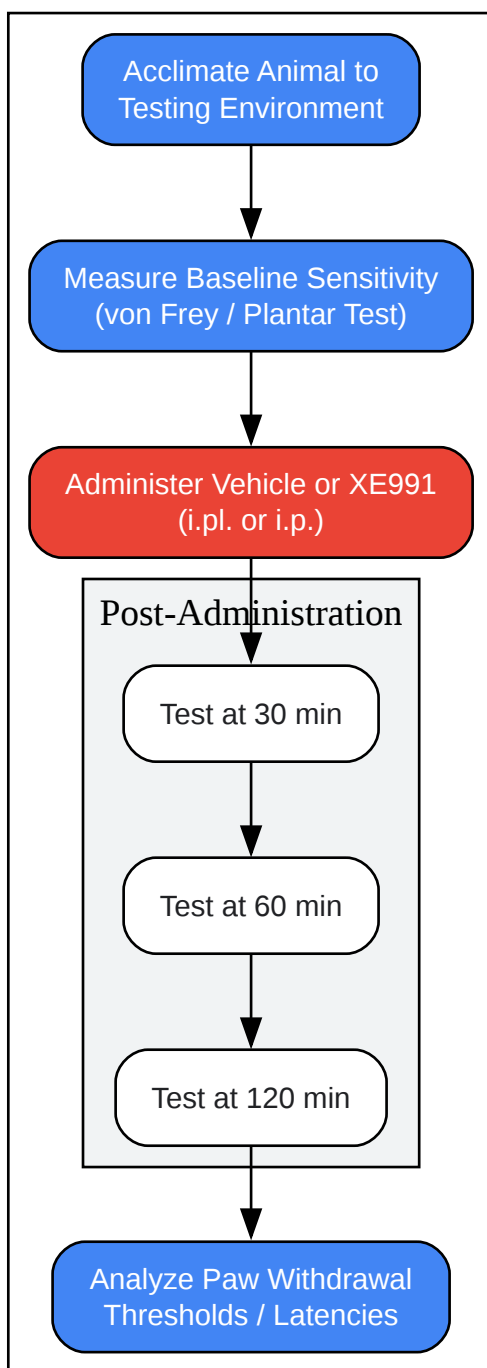 Acclimate Animal to
Testing Environment
Measure Baseline Sensitivity
(von Frey / Plantar Test)
Administer Vehicle or XE991
(i.pl. or i.p.)
Post-Administration
Test at 30 min
Test at 60 min
Test at 120 min
Analyze Paw Withdrawal
Thresholds / Latencies